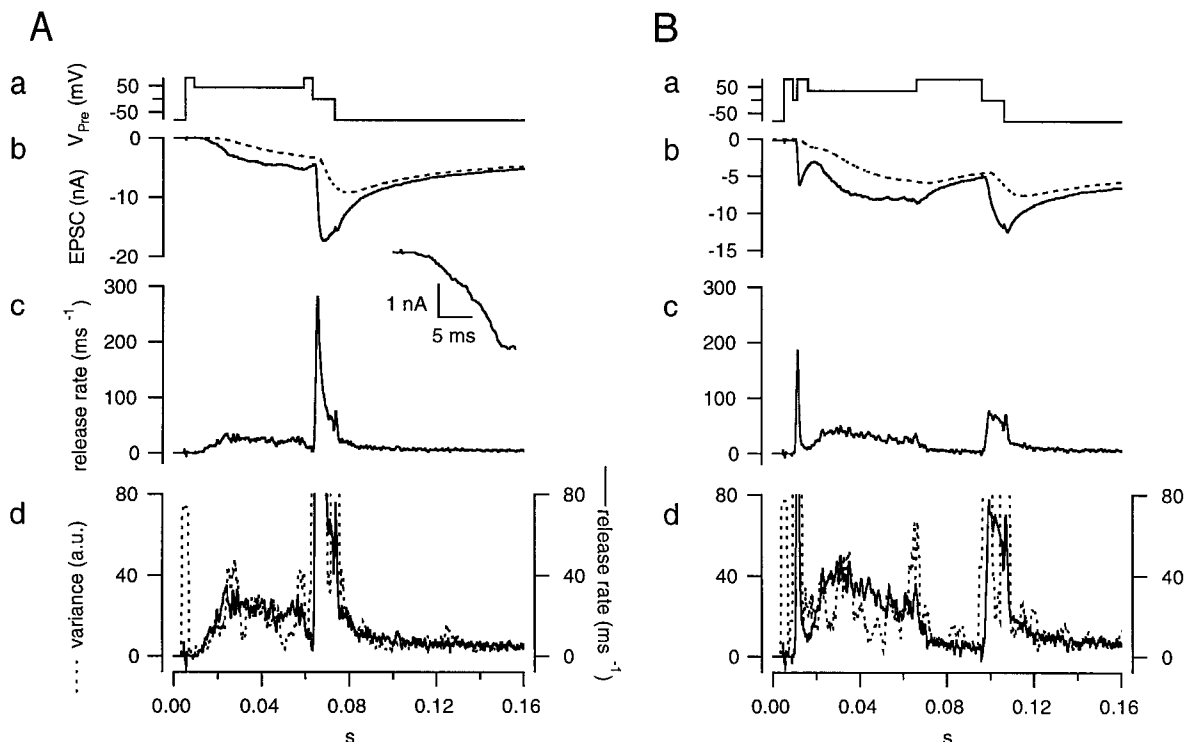 A
B
a
V Pre (mV)
50
-50
a
50
-50
b
EPSC (nA)
0
-10
-20
b
0
-5
-10
-15
1 nA
5 ms
c
release rate (ms -1)
300
200
100
0
c
300
200
100
0
d
variance (a.u.)
80
40
0
80
40
0
release rate (ms -1)
d
80
40
0
80
40
0
0.00 0.04 0.08 0.12 0.16
s
0.00 0.04 0.08 0.12 0.16
s